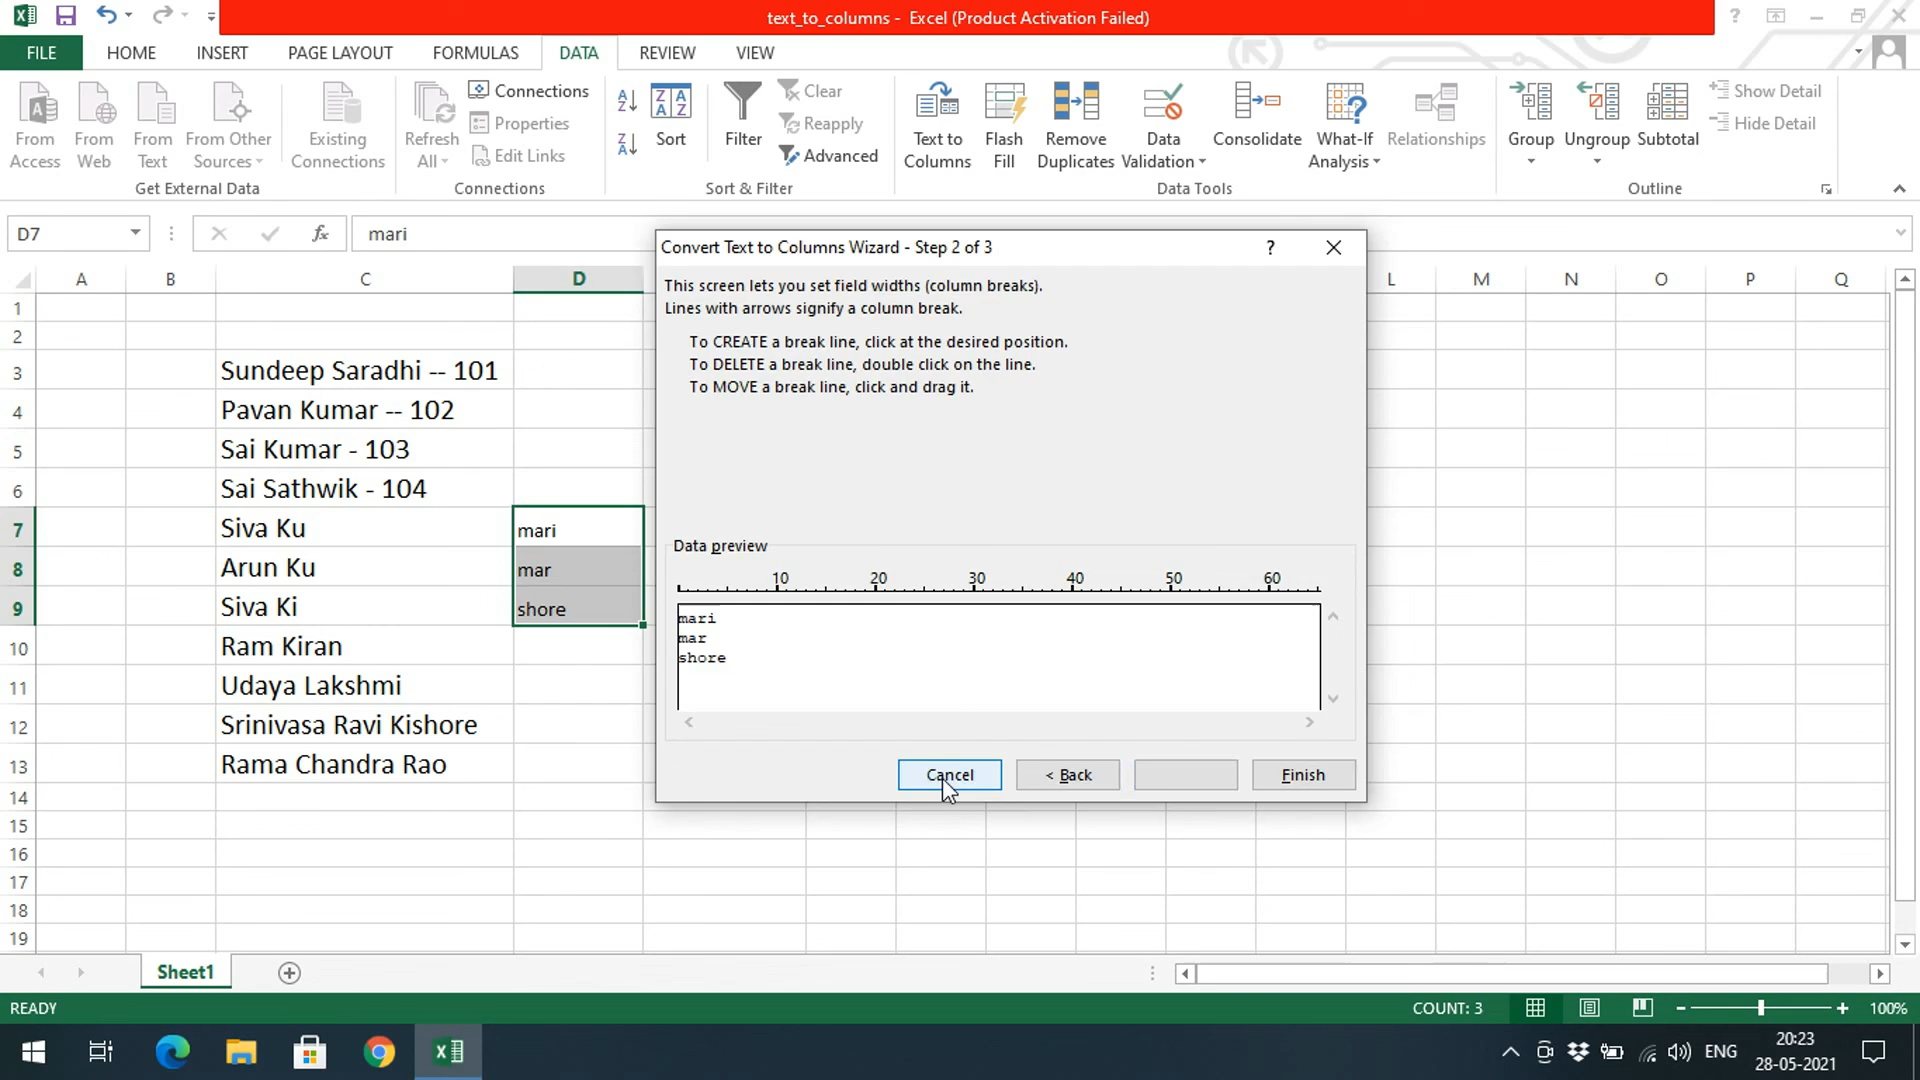 text_to_columns - Excel (Product Activation Failed)
FILE HOME INSERT PAGE LAYOUT FORMULAS DATA REVIEW VIEW
From Access
From Web
From Text
From Other Sources
Existing Connections
Get External Data
Refresh All
Connections
Properties
Edit Links
Connections
Sort
Filter
Clear
Reapply
Advanced
Sort & Filter
Text to Columns
Flash Fill
Remove Duplicates
Data Validation
Consolidate
What-If Analysis
Relationships
Data Tools
Group
Ungroup
Subtotal
Show Detail
Hide Detail
Outline
D7 fx mari
A B C D L M N O P Q
1
2
3 Sundeep Saradhi -- 101
4 Pavan Kumar -- 102
5 Sai Kumar - 103
6 Sai Sathwik - 104
7 Siva Ku mari
8 Arun Ku mar
9 Siva Ki shore
10 Ram Kiran
11 Udaya Lakshmi
12 Srinivasa Ravi Kishore
13 Rama Chandra Rao
14
15
16
17
18
19
Convert Text to Columns Wizard - Step 2 of 3 ?
This screen lets you set field widths (column breaks).
Lines with arrows signify a column break.
To CREATE a break line, click at the desired position.
To DELETE a break line, double click on the line.
To MOVE a break line, click and drag it.
Data preview
10 20 30 40 50 60
mari
mar
shore
Cancel < Back Finish
Sheet1
READY COUNT: 3 100%
ENG 20:23
28-05-2021